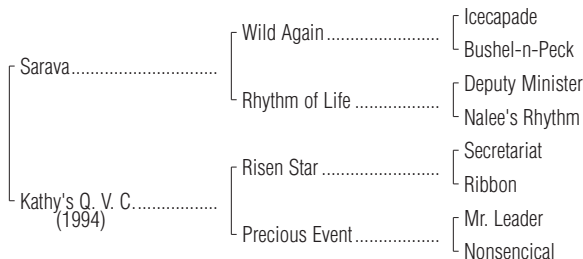 Icecapade
Wild Again
Bushel-n-Peck
Sarava
Deputy Minister
Rhythm of Life
Nalee's Rhythm
Secretariat
Risen Star
Ribbon
Kathy's Q. V. C.
(1994)
Mr. Leader
Precious Event
Nonsencical